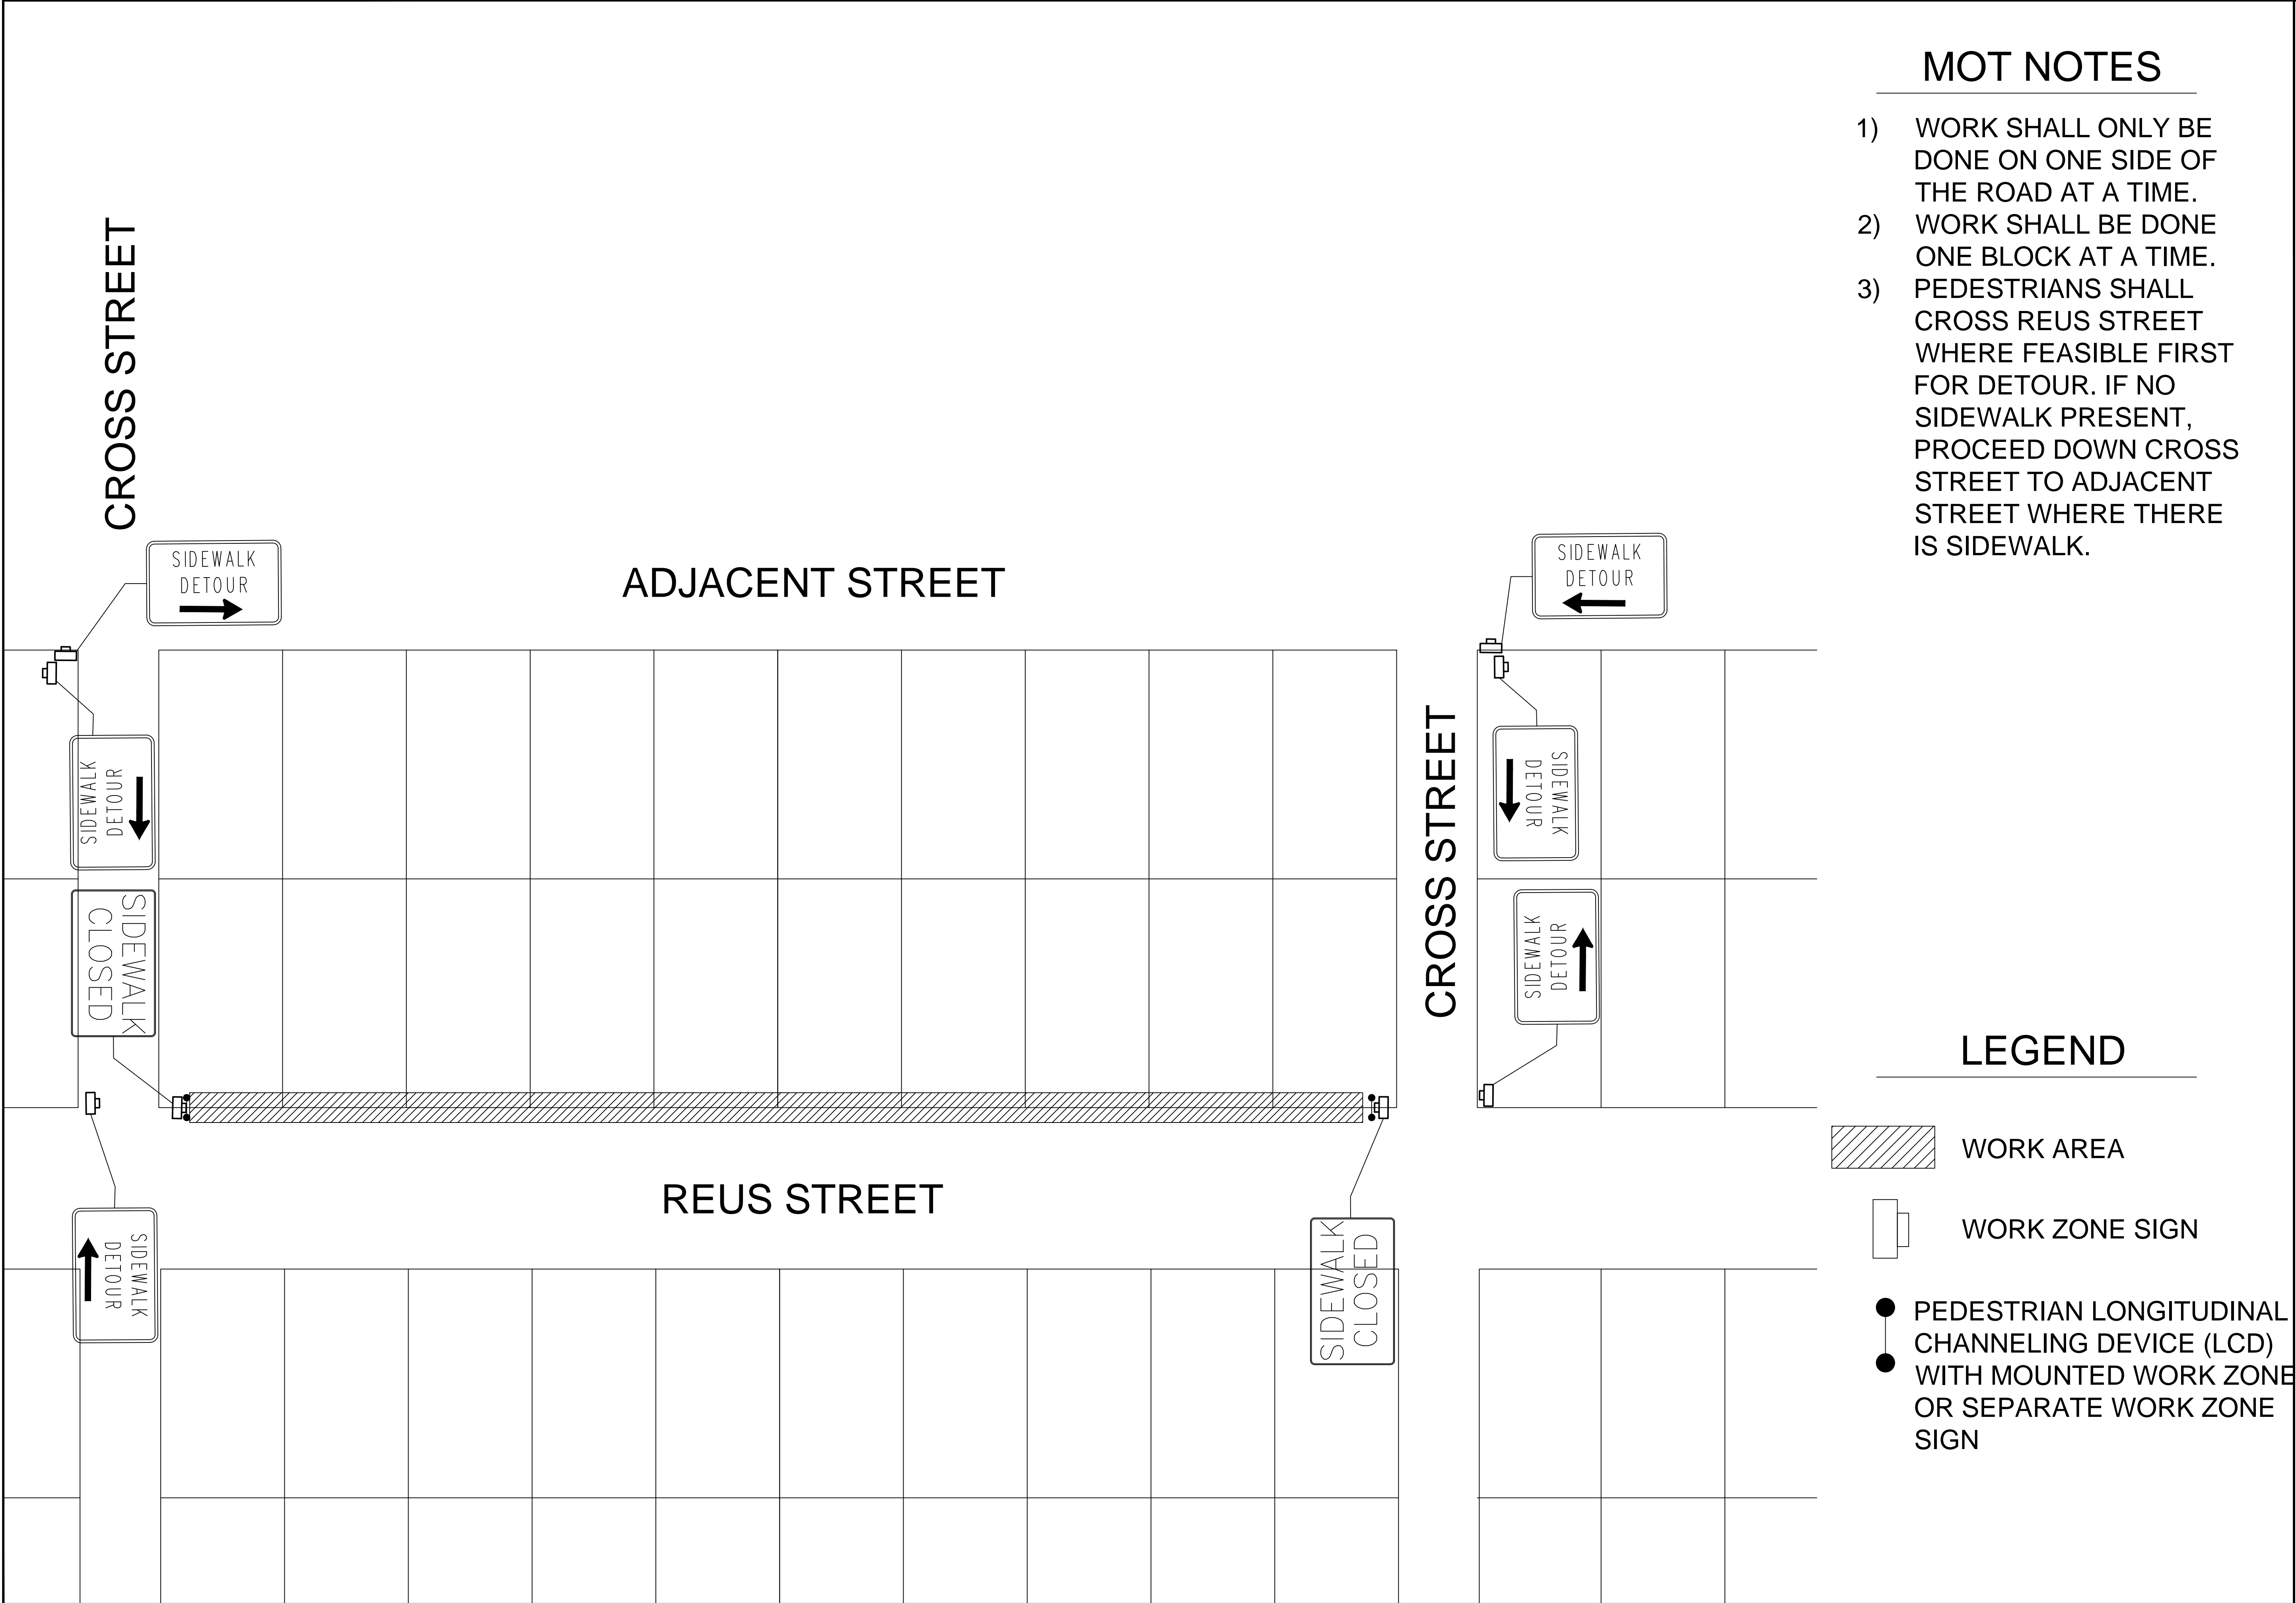 MOT NOTES
1) WORK SHALL ONLY BE
DONE ON ONE SIDE OF
THE ROAD AT A TIME.
2) WORK SHALL BE DONE
ONE BLOCK AT A TIME.
3) PEDESTRIANS SHALL
CROSS REUS STREET
WHERE FEASIBLE FIRST
FOR DETOUR. IF NO
SIDEWALK PRESENT,
PROCEED DOWN CROSS
STREET TO ADJACENT
STREET WHERE THERE
IS SIDEWALK.
CROSS STREET
SIDEWALK
DETOUR
ADJACENT STREET
SIDEWALK
DETOUR
SIDEWALK
DETOUR
SIDEWALK
CLOSED
CROSS STREET
SIDEWALK
DETOUR
SIDEWALK
DETOUR
REUS STREET
SIDEWALK
DETOUR
SIDEWALK
CLOSED
LEGEND
WORK AREA
WORK ZONE SIGN
PEDESTRIAN LONGITUDINAL
CHANNELING DEVICE (LCD)
WITH MOUNTED WORK ZONE
OR SEPARATE WORK ZONE
SIGN